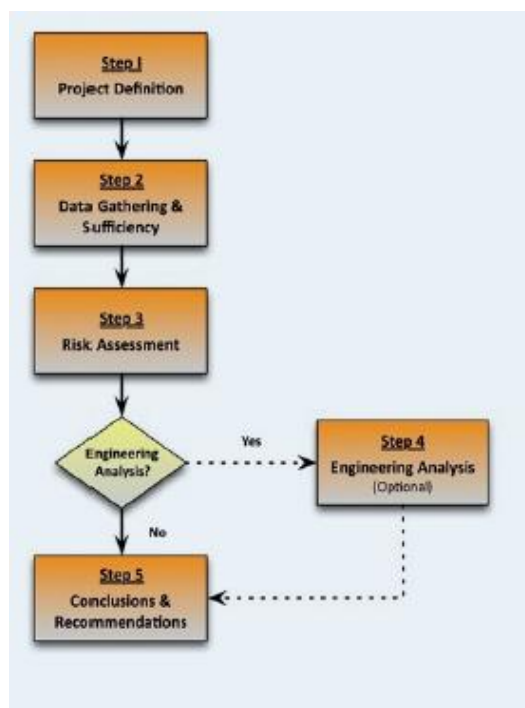 Step 1
Project Definition
Step 2
Data Gathering &
Sufficiency
Step 3
Risk Assessment
Engineering
Analysis?
Yes
Step 4
Engineering Analysis
(Optional)
No
Step 5
Conclusions &
Recommendations